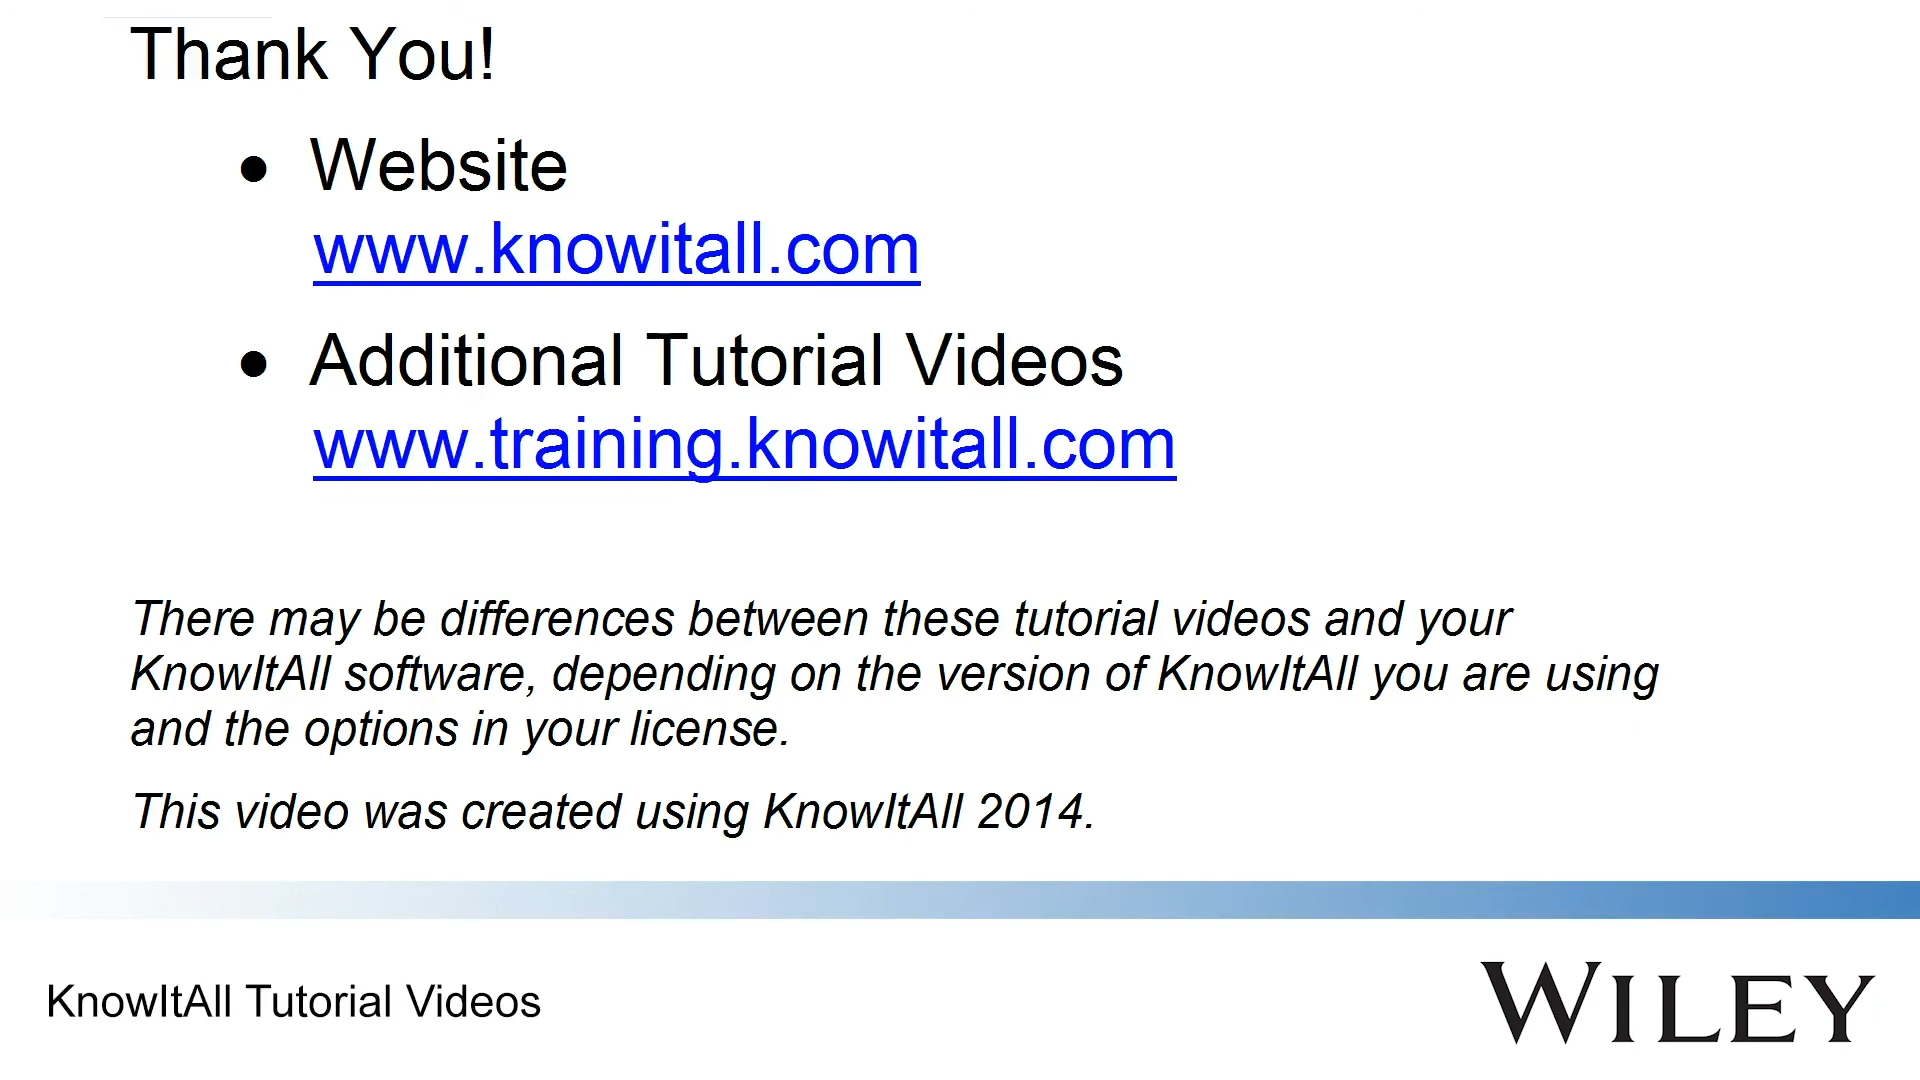 Thank You!
• Website
www.knowitall.com
• Additional Tutorial Videos
www.training.knowitall.com
There may be differences between these tutorial videos and your
KnowItAll software, depending on the version of KnowItAll you are using
and the options in your license.
This video was created using KnowItAll 2014.
KnowItAll Tutorial Videos
WILEY